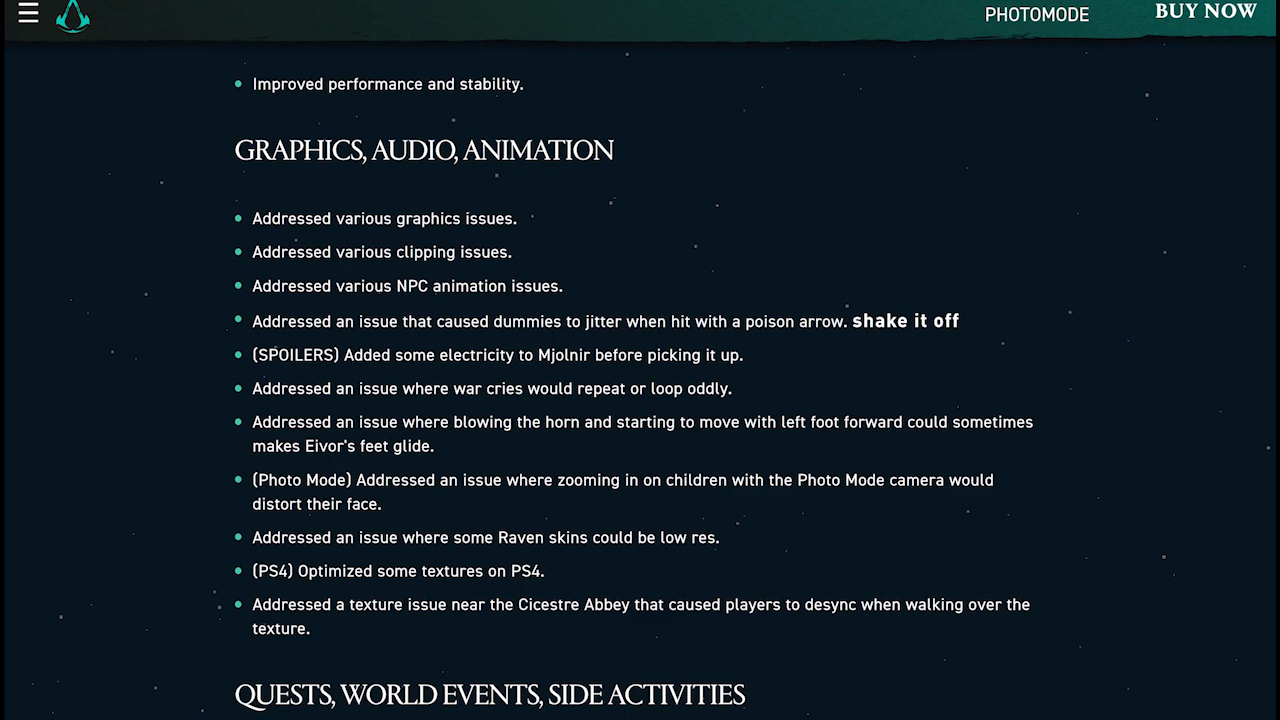 PHOTOMODE
BUY NOW
Improved performance and stability.
GRAPHICS, AUDIO, ANIMATION
Addressed various graphics issues.
Addressed various clipping issues.
Addressed various NPC animation issues.
Addressed an issue that caused dummies to jitter when hit with a poison arrow. shake it off
(SPOILERS) Added some electricity to Mjolnir before picking it up.
Addressed an issue where war cries would repeat or loop oddly.
Addressed an issue where blowing the horn and starting to move with left foot forward could sometimes
makes Eivor's feet glide.
(Photo Mode) Addressed an issue where zooming in on children with the Photo Mode camera would
distort their face.
Addressed an issue where some Raven skins could be low res.
(PS4) Optimized some textures on PS4.
Addressed a texture issue near the Cicestre Abbey that caused players to desync when walking over the
texture.
QUESTS, WORLD EVENTS, SIDE ACTIVITIES